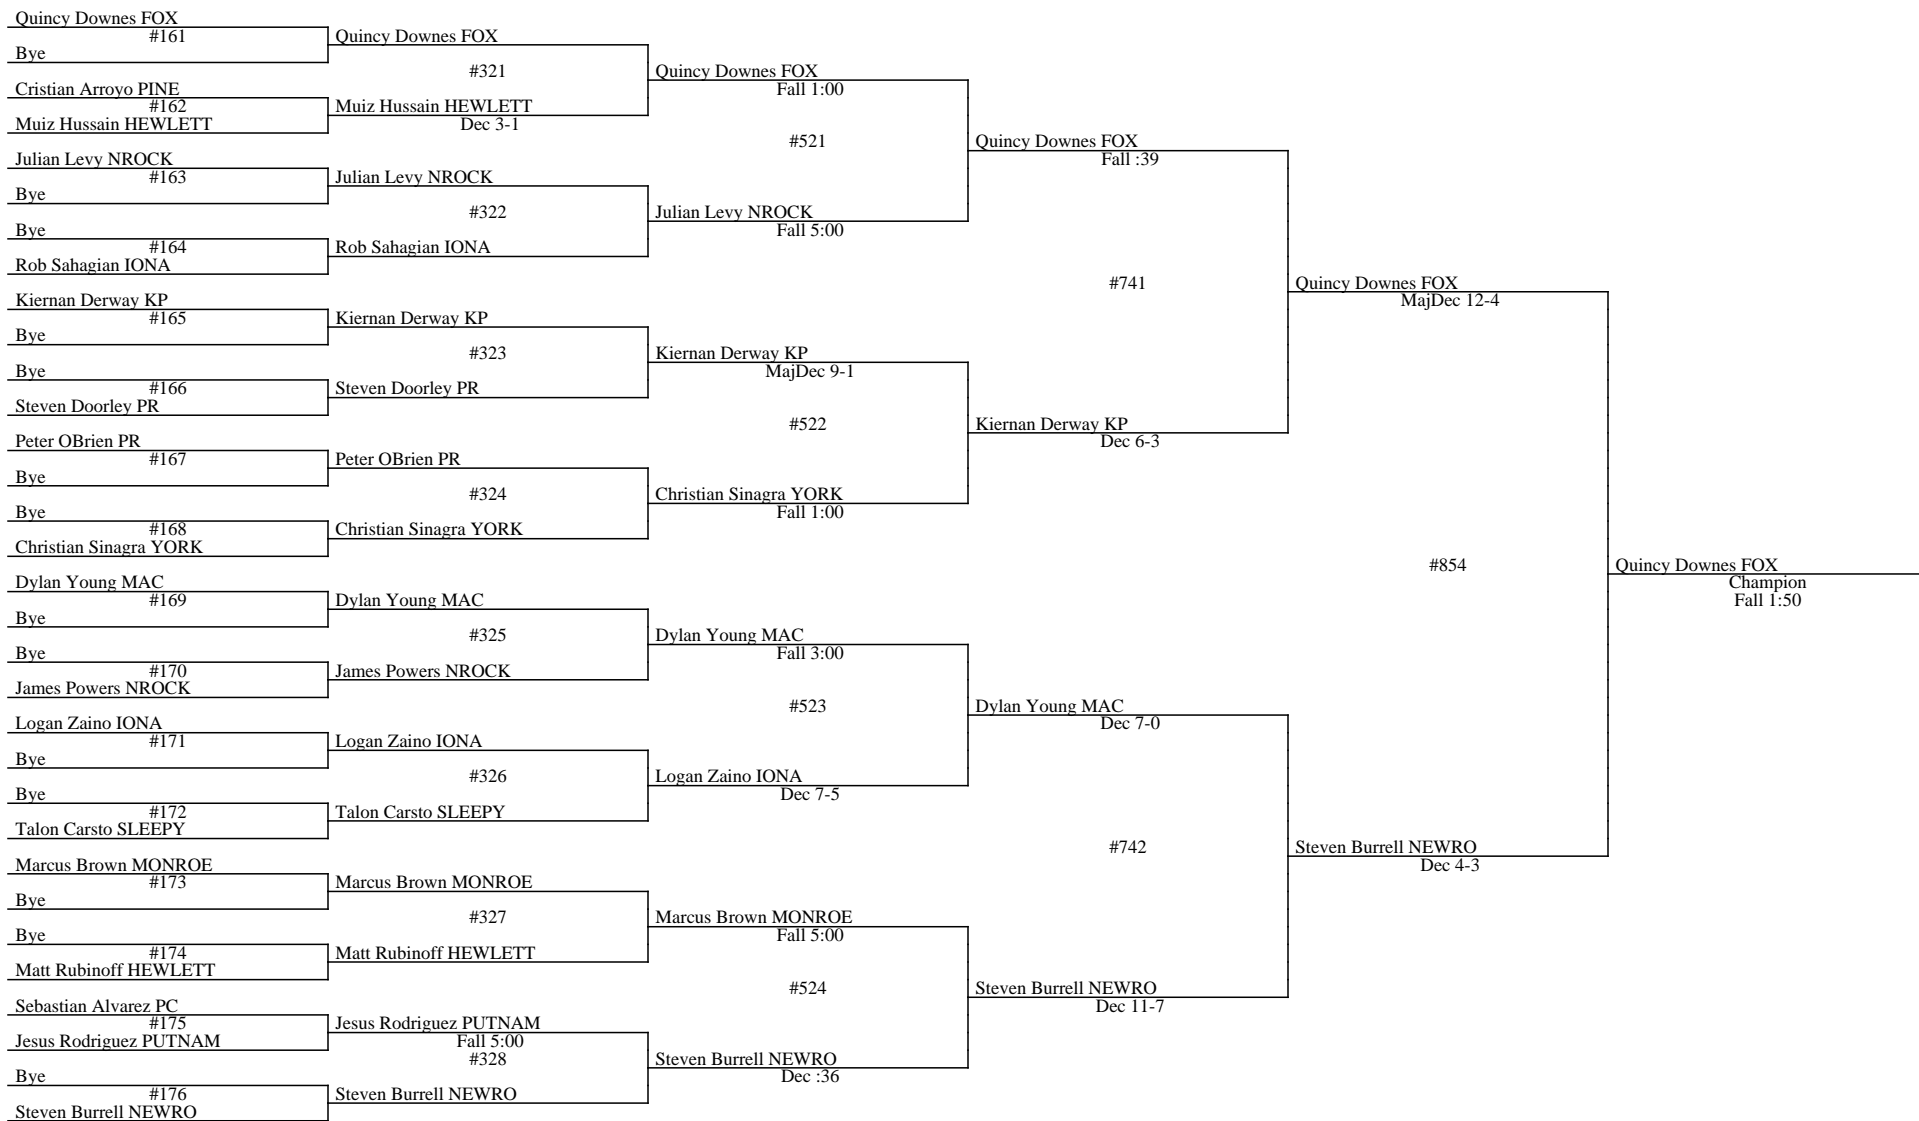 Quincy Downes FOX
#161
Bye
Cristian Arroyo PINE
#162
Muiz Hussain HEWLETT
Julian Levy NROCK
#163
Bye
Bye
#164
Rob Sahagian IONA
Kiernan Derway KP
#165
Bye
Bye
#166
Steven Doorley PR
Peter OBrien PR
#167
Bye
Bye
#168
Christian Sinagra YORK
Dylan Young MAC
#169
Bye
Bye
#170
James Powers NROCK
Logan Zaino IONA
#171
Bye
Bye
#172
Talon Carsto SLEEPY
Marcus Brown MONROE
#173
Bye
Bye
#174
Matt Rubinoff HEWLETT
Sebastian Alvarez PC
#175
Jesus Rodriguez PUTNAM
Bye
#176
Steven Burrell NEWRO
Quincy Downes FOX
#321
Muiz Hussain HEWLETT
Dec 3-1
Julian Levy NROCK
#322
Rob Sahagian IONA
Kiernan Derway KP
#323
Steven Doorley PR
Peter OBrien PR
#324
Christian Sinagra YORK
Dylan Young MAC
#325
James Powers NROCK
Logan Zaino IONA
#326
Talon Carsto SLEEPY
Marcus Brown MONROE
#327
Matt Rubinoff HEWLETT
Jesus Rodriguez PUTNAM
Fall 5:00
#328
Steven Burrell NEWRO
Quincy Downes FOX
Fall 1:00
#521
Julian Levy NROCK
Fall 5:00
Kiernan Derway KP
MajDec 9-1
#522
Christian Sinagra YORK
Fall 1:00
Dylan Young MAC
Fall 3:00
#523
Logan Zaino IONA
Dec 7-5
Marcus Brown MONROE
Fall 5:00
#524
Steven Burrell NEWRO
Dec :36
Quincy Downes FOX
Fall :39
#741
Kiernan Derway KP
Dec 6-3
Dylan Young MAC
Dec 7-0
#742
Steven Burrell NEWRO
Dec 11-7
Quincy Downes FOX
MajDec 12-4
#854
Steven Burrell NEWRO
Dec 4-3
Quincy Downes FOX
Champion
Fall 1:50